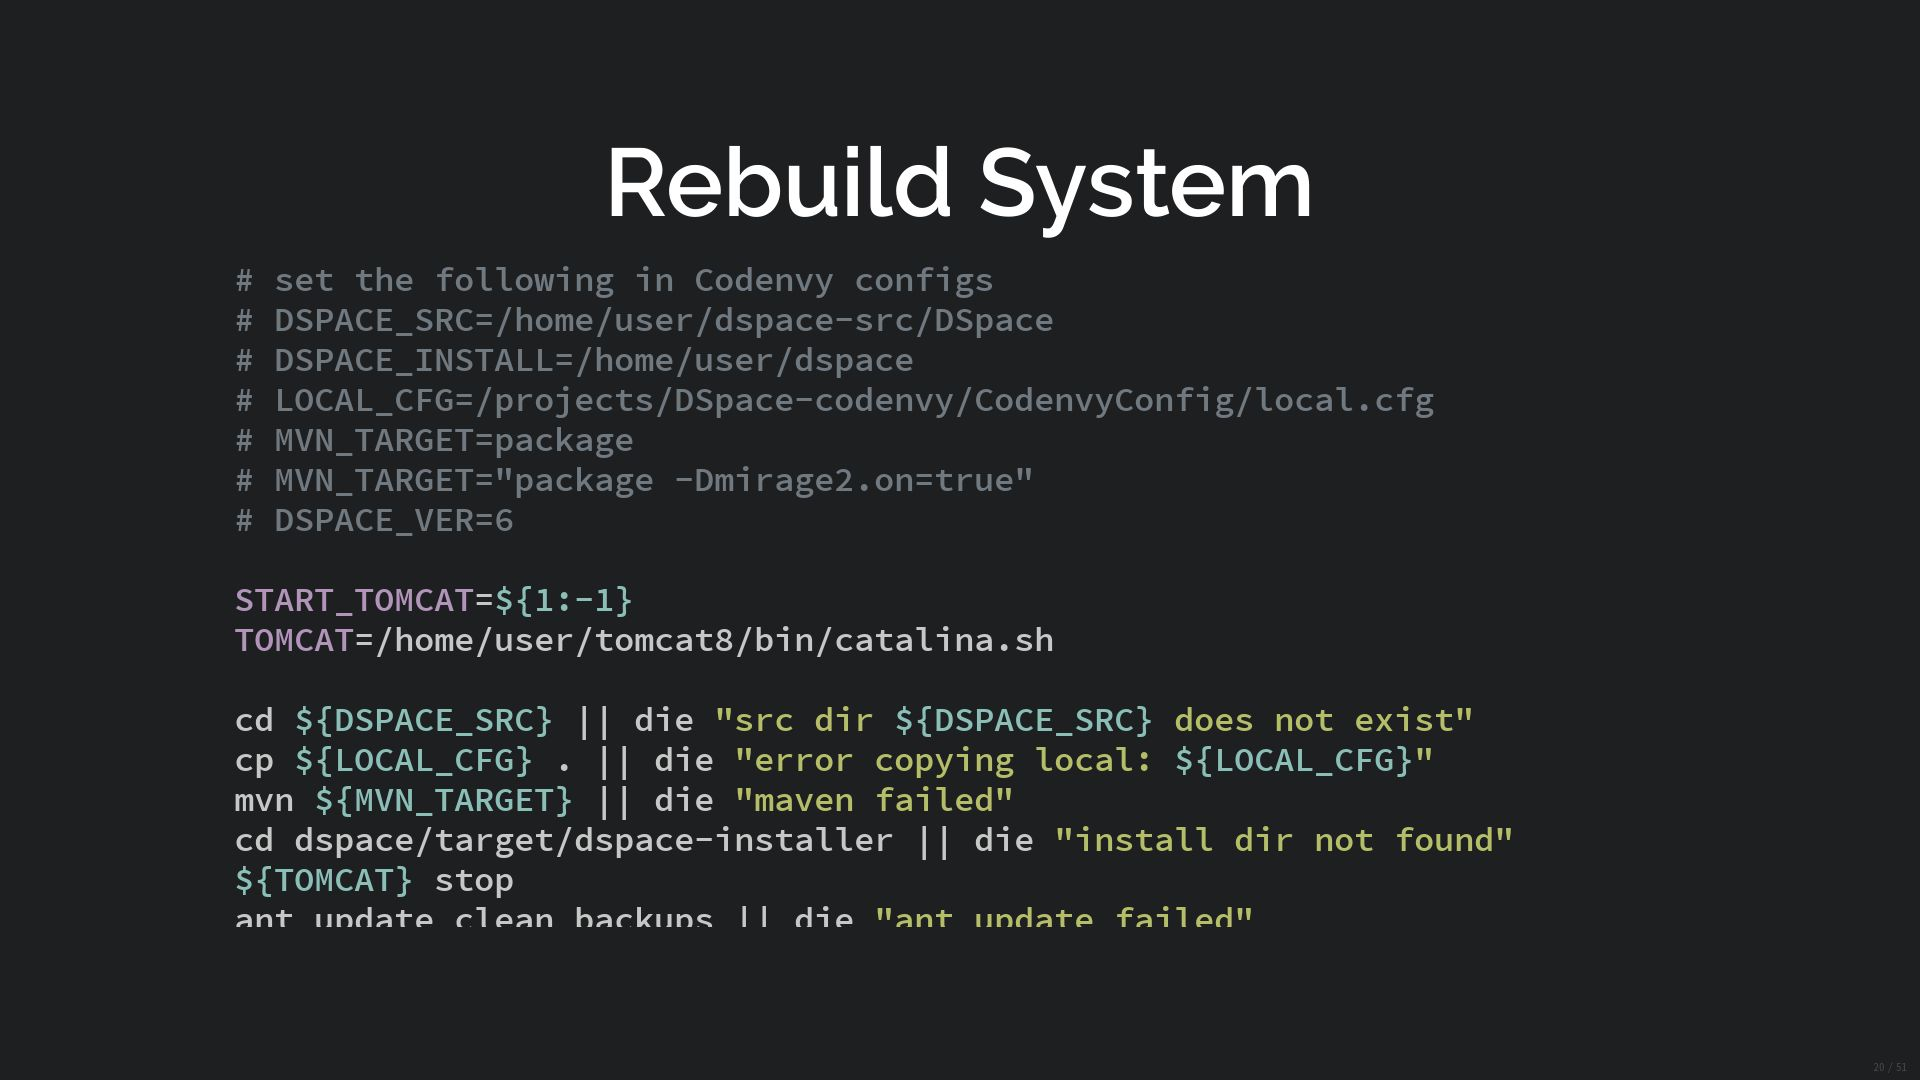 Rebuild System
# set the following in Codenvy configs
# DSPACE_SRC=/home/user/dspace-src/DSpace
# DSPACE_INSTALL=/home/user/dspace
# LOCAL_CFG=/projects/DSpace-codenvy/CodenvyConfig/local.cfg
# MVN_TARGET=package
# MVN_TARGET="package -Dmirage2.on=true"
# DSPACE_VER=6
START_TOMCAT=${1:-1}
TOMCAT=/home/user/tomcat8/bin/catalina.sh
cd ${DSPACE_SRC} || die "src dir ${DSPACE_SRC} does not exist"
cp ${LOCAL_CFG} . || die "error copying local: ${LOCAL_CFG}"
mvn ${MVN_TARGET} || die "maven failed"
cd dspace/target/dspace-installer || die "install dir not found"
${TOMCAT} stop
ant update clean_backups || die "ant update failed"
20 / 51